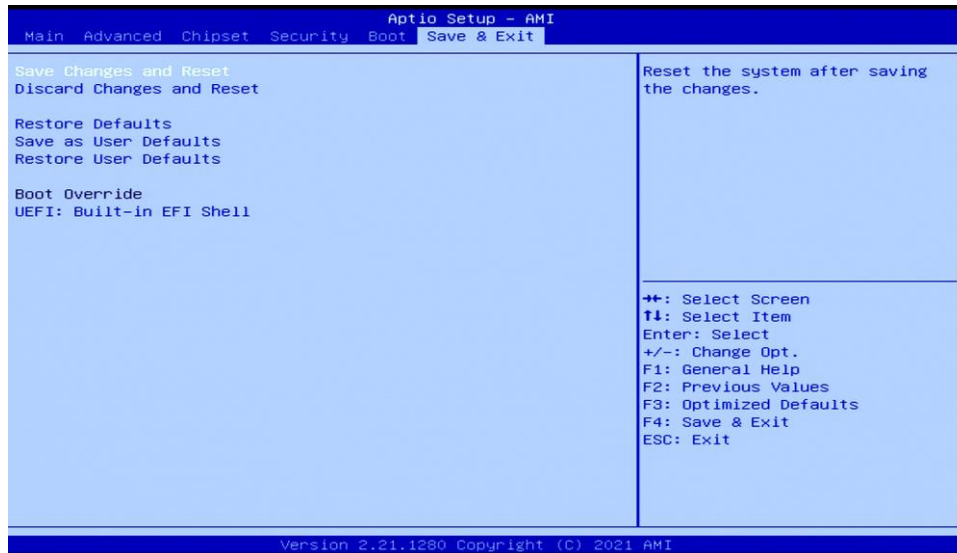 Aptio Setup – AMI
Main Advanced Chipset Security Boot Save & Exit
Save Changes and Reset
Discard Changes and Reset
Restore Defaults
Save as User Defaults
Restore User Defaults
Boot Override
UEFI: Built-in EFI Shell
Reset the system after saving
the changes.
→←: Select Screen
↑↓: Select Item
Enter: Select
+/-: Change Opt.
F1: General Help
F2: Previous Values
F3: Optimized Defaults
F4: Save & Exit
ESC: Exit
Version 2.21.1280 Copyright (C) 2021 AMI